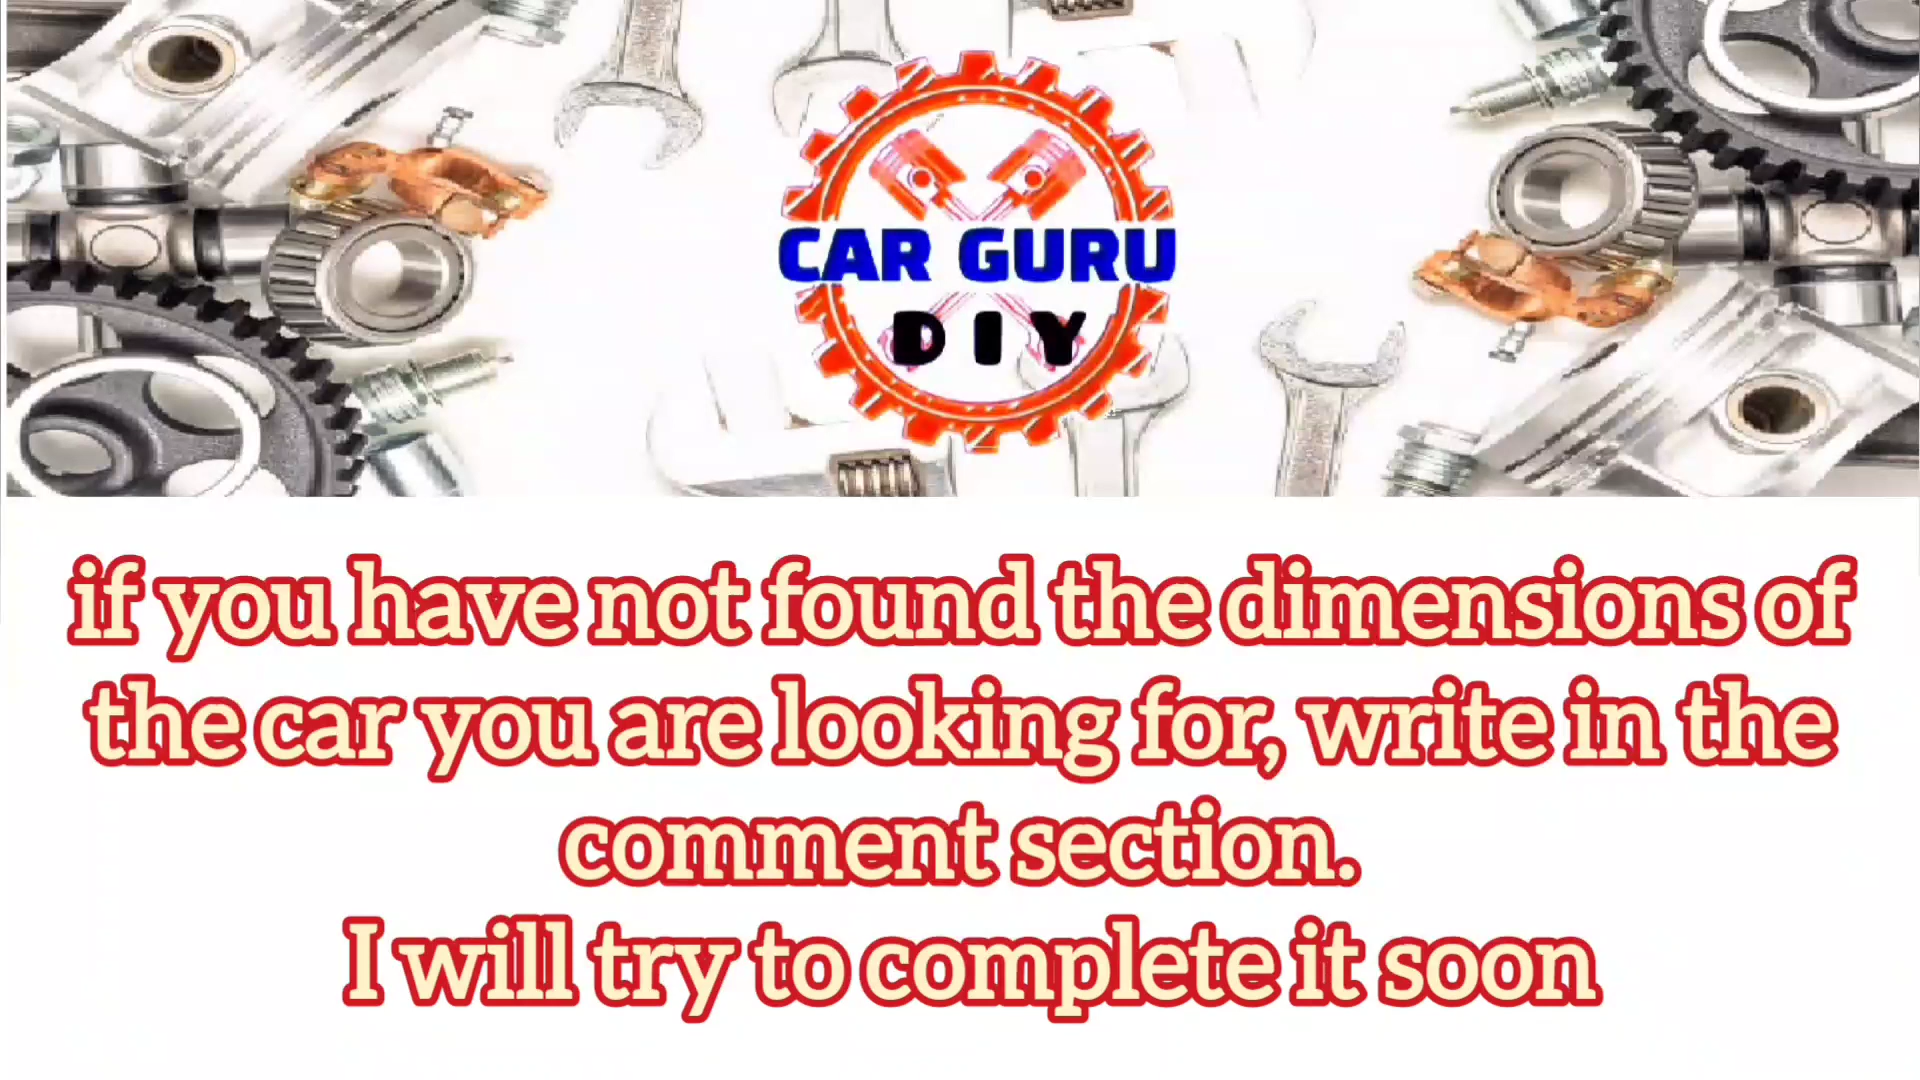 CAR GURU
DIY
if you have not found the dimensions of
the car you are looking for, write in the
comment section.
I will try to complete it soon